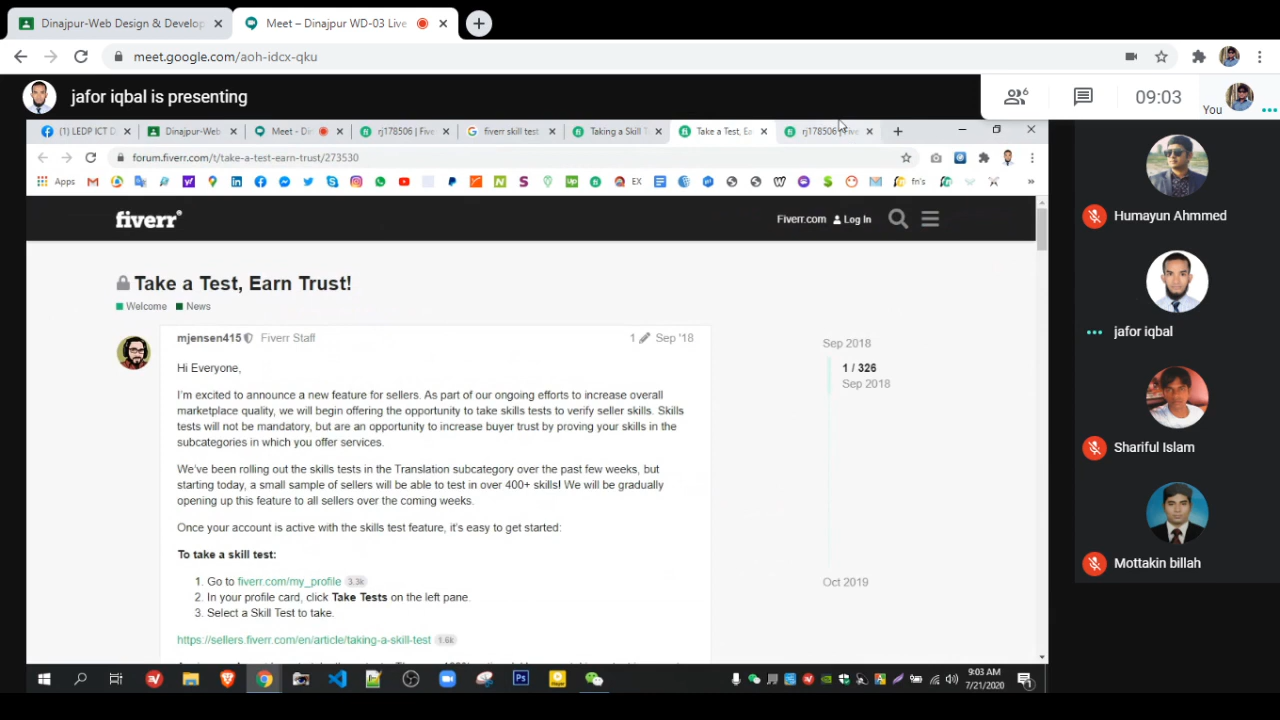 Dinajpur-Web Design & Develop
Meet – Dinajpur WD-03 Live
meet.google.com/aoh-idcx-qku
jafor iqbal is presenting
6
09:03
You
(1) LEDP ICT D
Dinajpur-Web
Meet - Di
rj178506 | Five
fiverr skill test
Taking a Skill T
Take a Test, Ea
rj178506
forum.fiverr.com/t/take-a-test-earn-trust/273530
Apps
EX
fn's
fiverr
Fiverr.com
Log In
Take a Test, Earn Trust!
Welcome
News
mjensen415
Fiverr Staff
1
Sep '18
Hi Everyone,
I'm excited to announce a new feature for sellers. As part of our ongoing efforts to increase overall
marketplace quality, we will begin offering the opportunity to take skills tests to verify seller skills. Skills
tests will not be mandatory, but are an opportunity to increase buyer trust by proving your skills in the
subcategories in which you offer services.
We've been rolling out the skills tests in the Translation subcategory over the past few weeks, but
starting today, a small sample of sellers will be able to test in over 400+ skills! We will be gradually
opening up this feature to all sellers over the coming weeks.
Once your account is active with the skills test feature, it's easy to get started:
To take a skill test:
1. Go to fiverr.com/my_profile 3.3k
2. In your profile card, click Take Tests on the left pane.
3. Select a Skill Test to take.
https://sellers.fiverr.com/en/article/taking-a-skill-test 1.6k
Sep 2018
1 / 326
Sep 2018
Oct 2019
Humayun Ahmmed
jafor iqbal
Shariful Islam
Mottakin billah
9:03 AM
7/21/2020